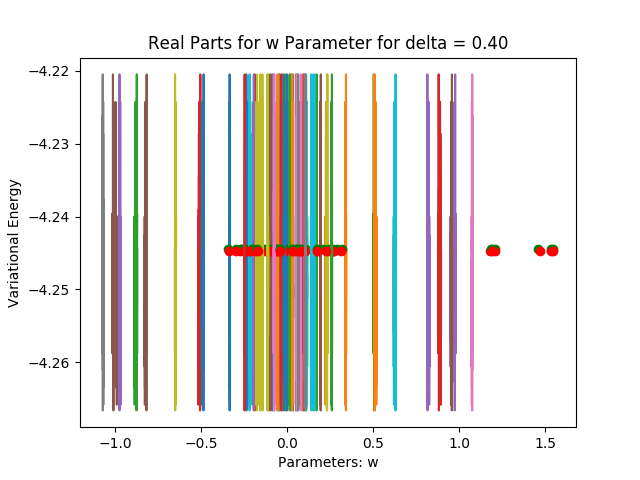 Real Parts for w Parameter for delta = 0.40
−4.22
−4.23
−4.24
−4.25
−4.26
Variational Energy
−1.0 −0.5 0.0 0.5 1.0 1.5
Parameters: w